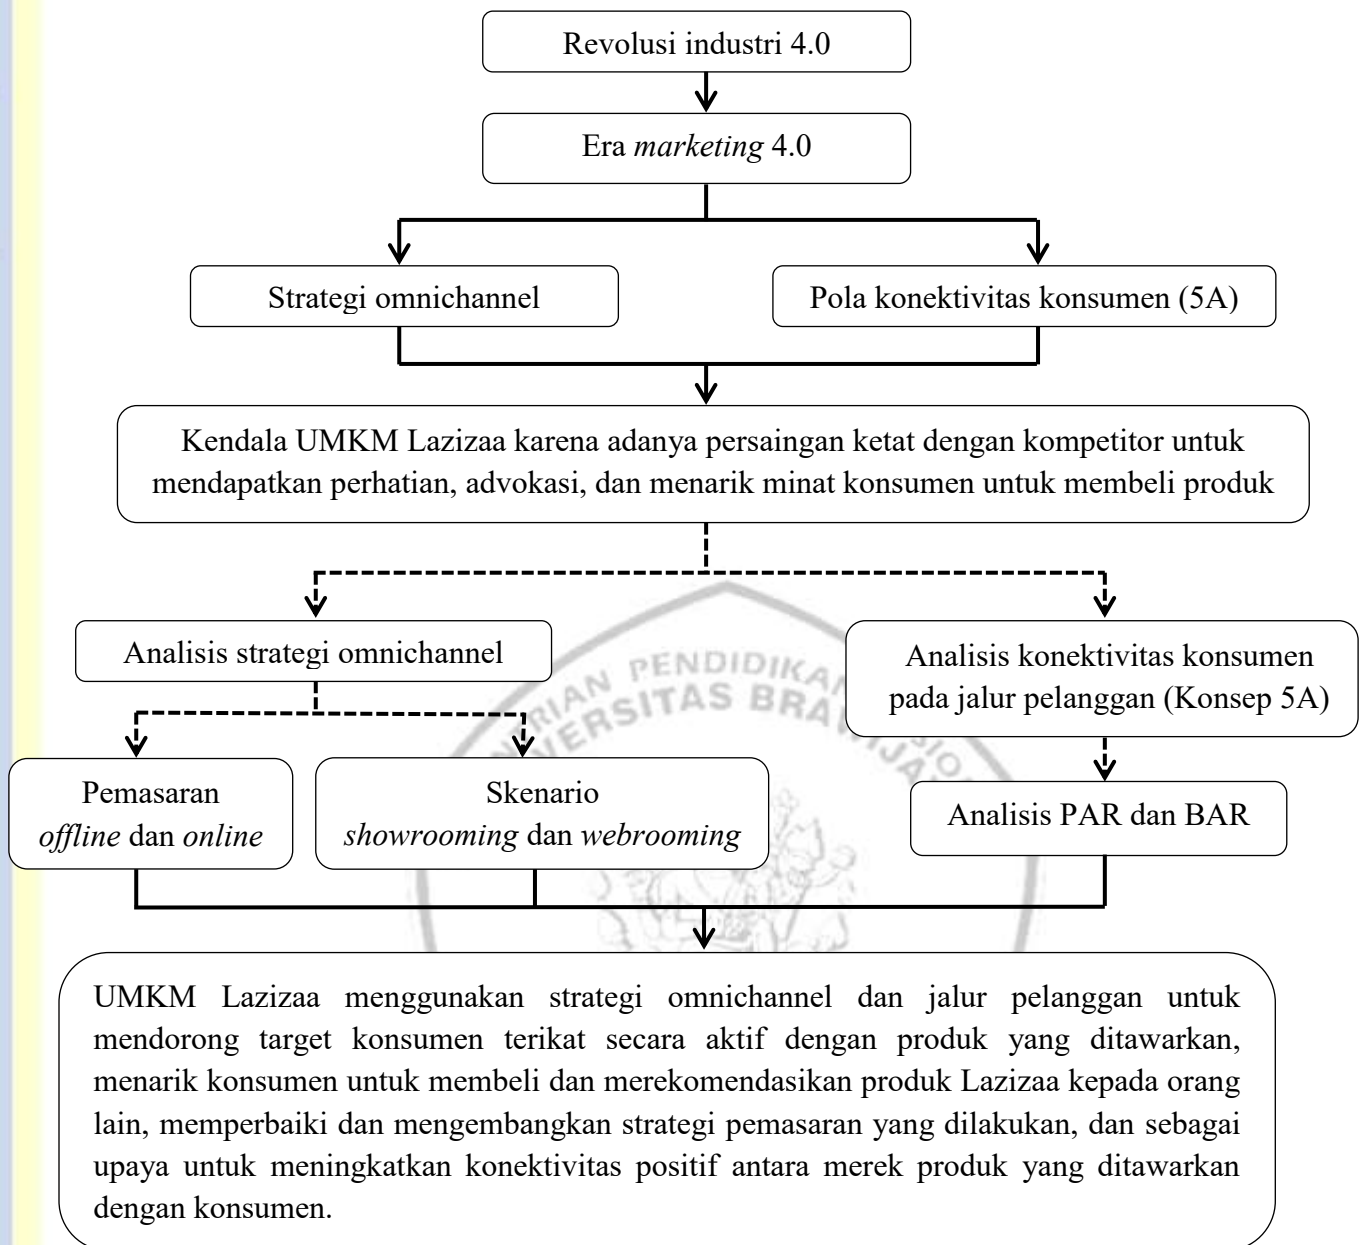 Revolusi industri 4.0
Era marketing 4.0
Strategi omnichannel
Pola konektivitas konsumen (5A)
Kendala UMKM Lazizaa karena adanya persaingan ketat dengan kompetitor untuk
mendapatkan perhatian, advokasi, dan menarik minat konsumen untuk membeli produk
Analisis strategi omnichannel
Analisis konektivitas konsumen
pada jalur pelanggan (Konsep 5A)
Pemasaran
offline dan online
Skenario
showrooming dan webrooming
Analisis PAR dan BAR
UMKM Lazizaa menggunakan strategi omnichannel dan jalur pelanggan untuk
mendorong target konsumen terikat secara aktif dengan produk yang ditawarkan,
menarik konsumen untuk membeli dan merekomendasikan produk Lazizaa kepada orang
lain, memperbaiki dan mengembangkan strategi pemasaran yang dilakukan, dan sebagai
upaya untuk meningkatkan konektivitas positif antara merek produk yang ditawarkan
dengan konsumen.